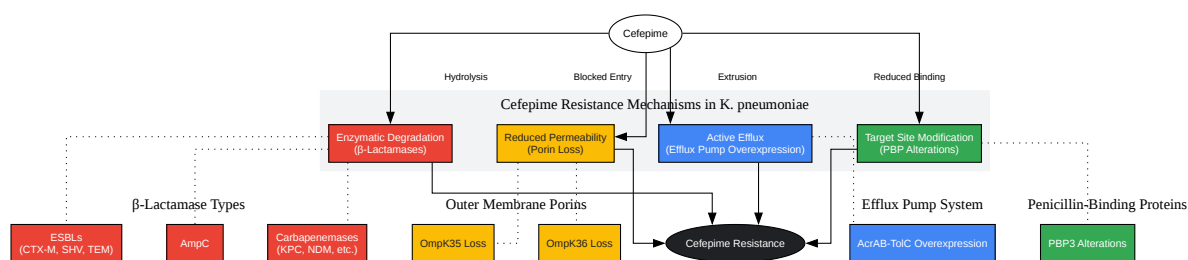 Cefepime
Hydrolysis
Blocked Entry
Extrusion
Reduced Binding
Cefepime Resistance Mechanisms in K. pneumoniae
Enzymatic Degradation
(β-Lactamases)
Reduced Permeability
(Porin Loss)
Active Efflux
(Efflux Pump Overexpression)
Target Site Modification
(PBP Alterations)
β-Lactamase Types
Outer Membrane Porins
Efflux Pump System
Penicillin-Binding Proteins
ESBLs
(CTX-M, SHV, TEM)
AmpC
Carbapenemases
(KPC, NDM, etc.)
OmpK35 Loss
OmpK36 Loss
Cefepime Resistance
AcrAB-TolC Overexpression
PBP3 Alterations